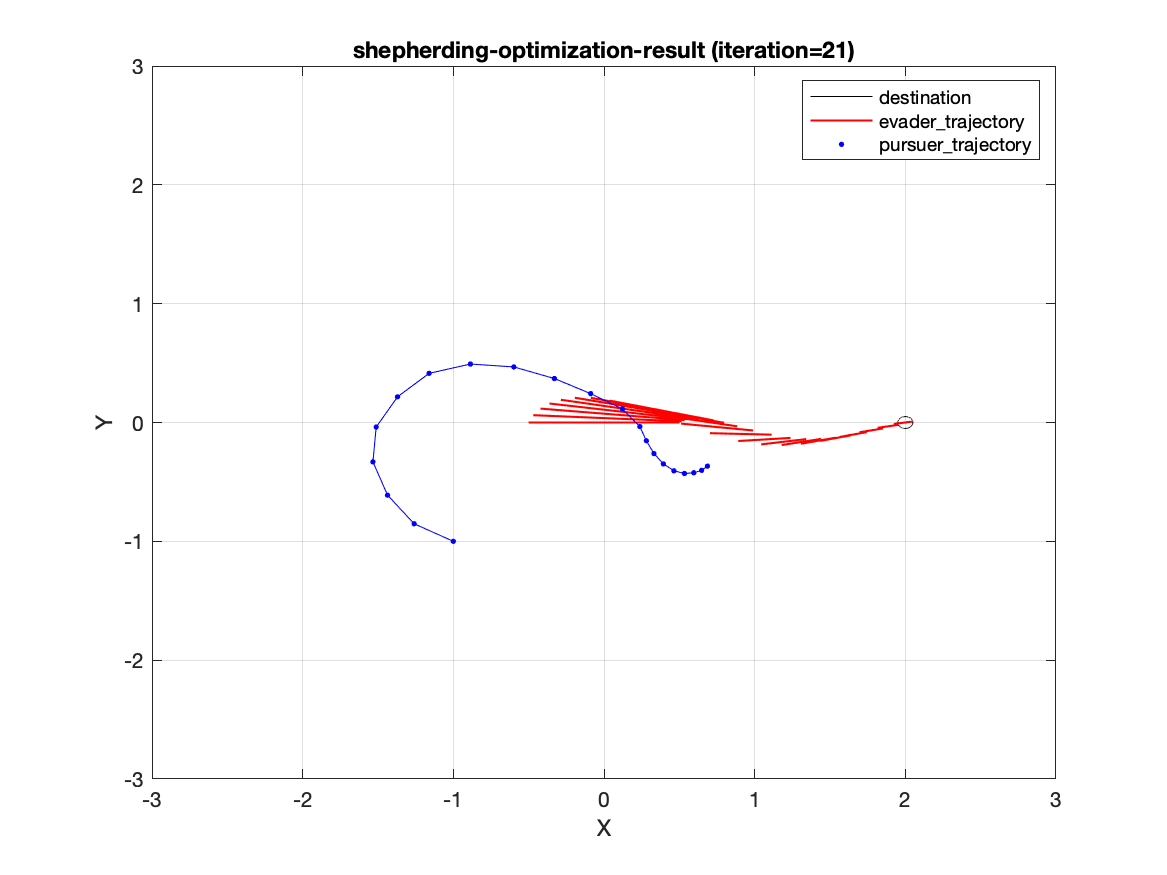 shepherding-optimization-result (iteration=21)
destination
evader_trajectory
pursuer_trajectory
3
2
1
0
-1
-2
-3
Y
-3
-2
-1
0
1
2
3
X